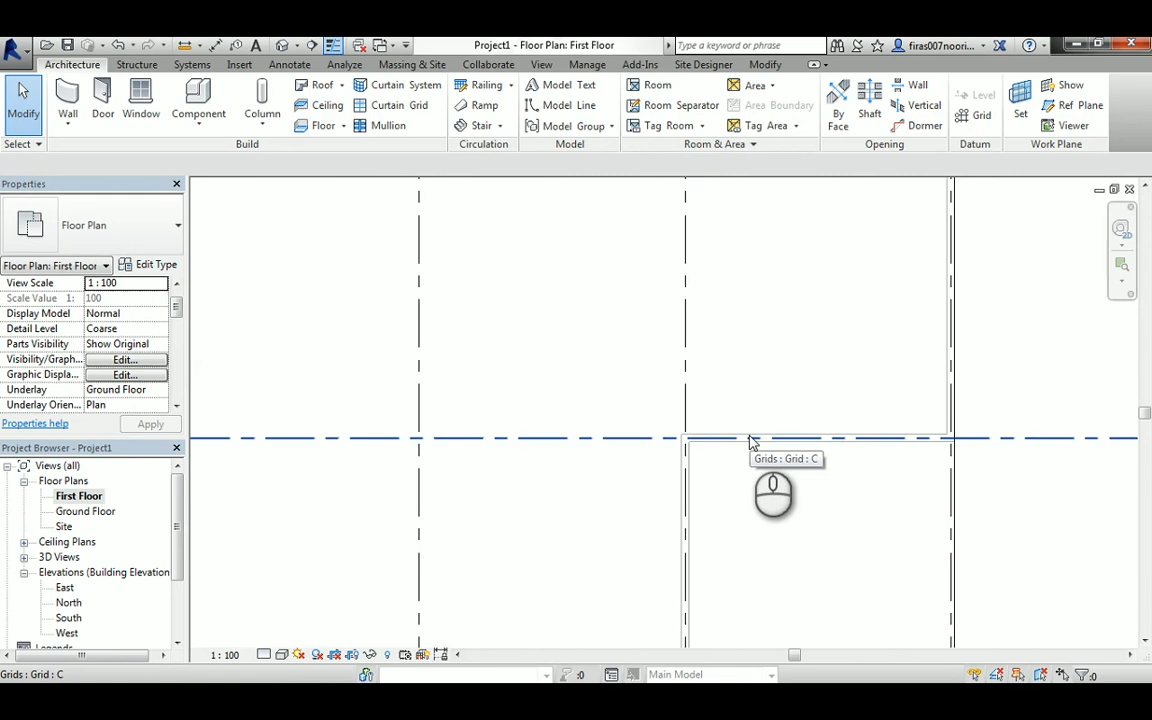 Project1 - Floor Plan: First Floor
Type a keyword or phrase
firas007noori...
Architecture Structure Systems Insert Annotate Analyze Massing & Site Collaborate View Manage Add-Ins Site Designer Modify
Modify
Wall
Door
Window
Component
Column
Roof
Ceiling
Floor
Curtain System
Curtain Grid
Mullion
Railing
Ramp
Stair
Model Text
Model Line
Model Group
Room
Room Separator
Tag Room
Area
Area Boundary
Tag Area
By
Face
Shaft
Wall
Vertical
Dormer
Level
Grid
Set
Show
Ref Plane
Viewer
Select
Build
Circulation
Model
Room & Area
Opening
Datum
Work Plane
Properties
Floor Plan
Floor Plan: First Floor
Edit Type
View Scale 1 : 100
Scale Value 1: 100
Display Model Normal
Detail Level Coarse
Parts Visibility Show Original
Visibility/Graph... Edit...
Graphic Displa... Edit...
Underlay Ground Floor
Underlay Orien... Plan
Properties help
Apply
Project Browser - Project1
Views (all)
Floor Plans
First Floor
Ground Floor
Site
Ceiling Plans
3D Views
Elevations (Building Elevation
East
North
South
West
Legends
Grids : Grid : C
1 : 100
Grids : Grid : C
:0
Main Model
:0